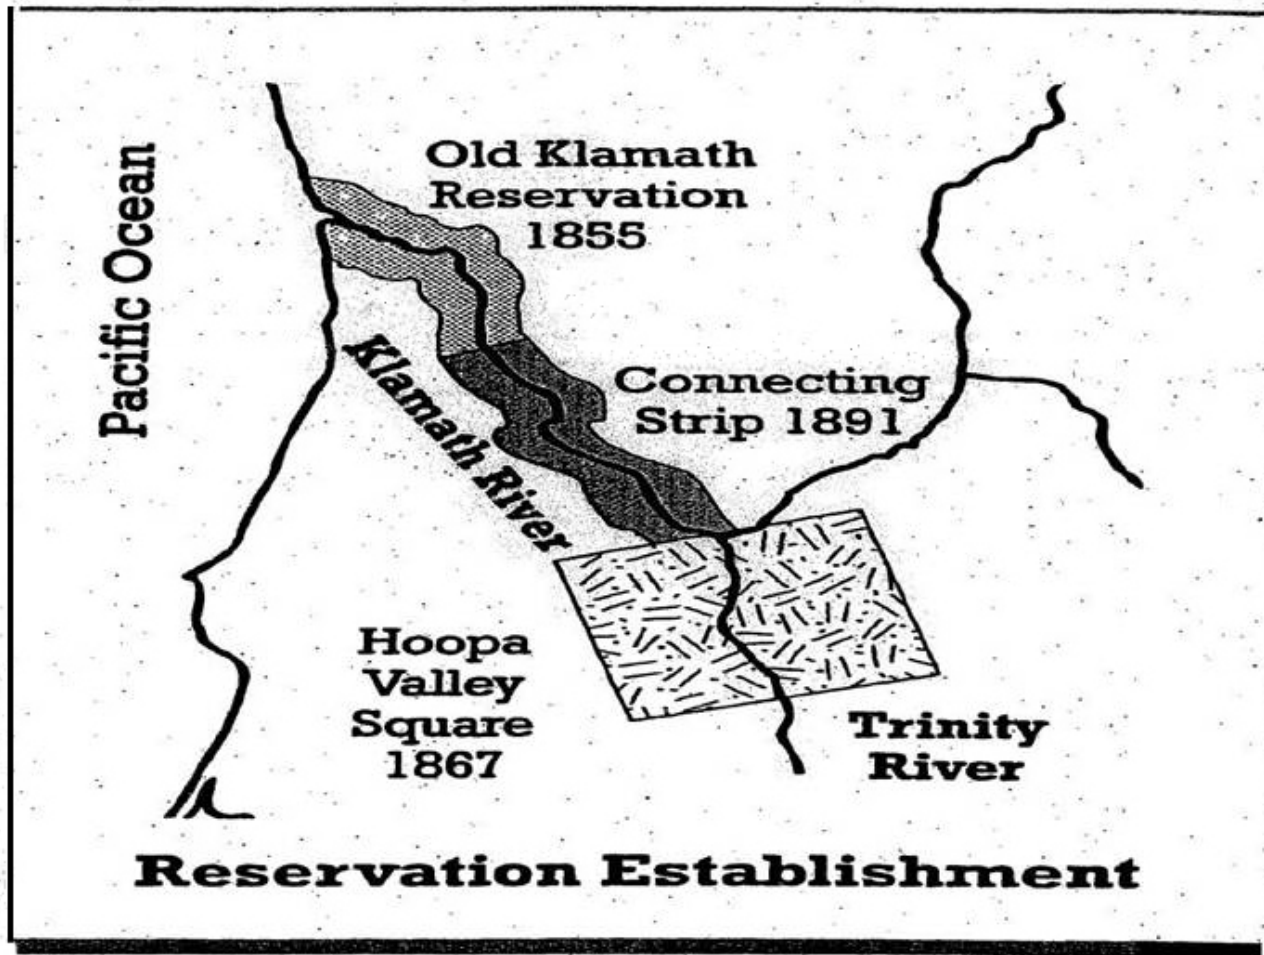 Pacific Ocean
Old Klamath
Reservation
1855
Klamath River
Connecting
Strip 1891
Hoopa
Valley
Square
1867
Trinity
River
Reservation Establishment